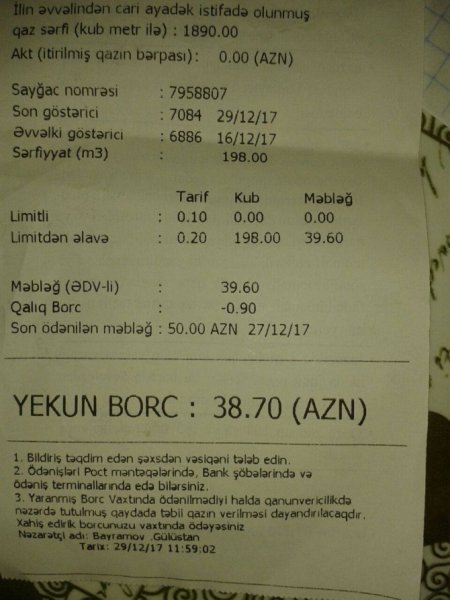 İlin əvvəlindən cari ayadək istifadə olunmuş
qaz sərfi (kub metr ilə) : 1890.00
Akt (itirilmiş qazın bərpası): 0.00 (AZN)
Sayğac nomrəsi : 7958807
Son göstərici : 7084 29/12/17
Əvvəlki göstərici : 6886 16/12/17
Sərfiyyat (m3) : 198.00
Tarif Kub Məbləğ
Limitli : 0.10 0.00 0.00
Limitdən əlavə : 0.20 198.00 39.60
Məbləğ (ƏDV-li) : 39.60
Qalıq Borc : -0.90
Son ödənilən məbləğ : 50.00 AZN 27/12/17
YEKUN BORC : 38.70 (AZN)
1. Bildiriş təqdim edən şəxsdən vəsiqəni tələb edin.
2. Ödənişləri Poct məntəqələrində, Bank şöbələrində və
ödəniş terminallarında edə bilərsiniz.
3. Yaranmış Borc Vaxtında ödənilmədiyi halda qanunvericilikdə
nəzərdə tutulmuş qaydada təbii qazın verilməsi dayandırılacaqdır.
Xahiş edirik borcunuzu vaxtında ödəyəsiniz
Nəzarətçi adı: Bayramov .Gülüstan
Tarix: 29/12/17 11:59:02